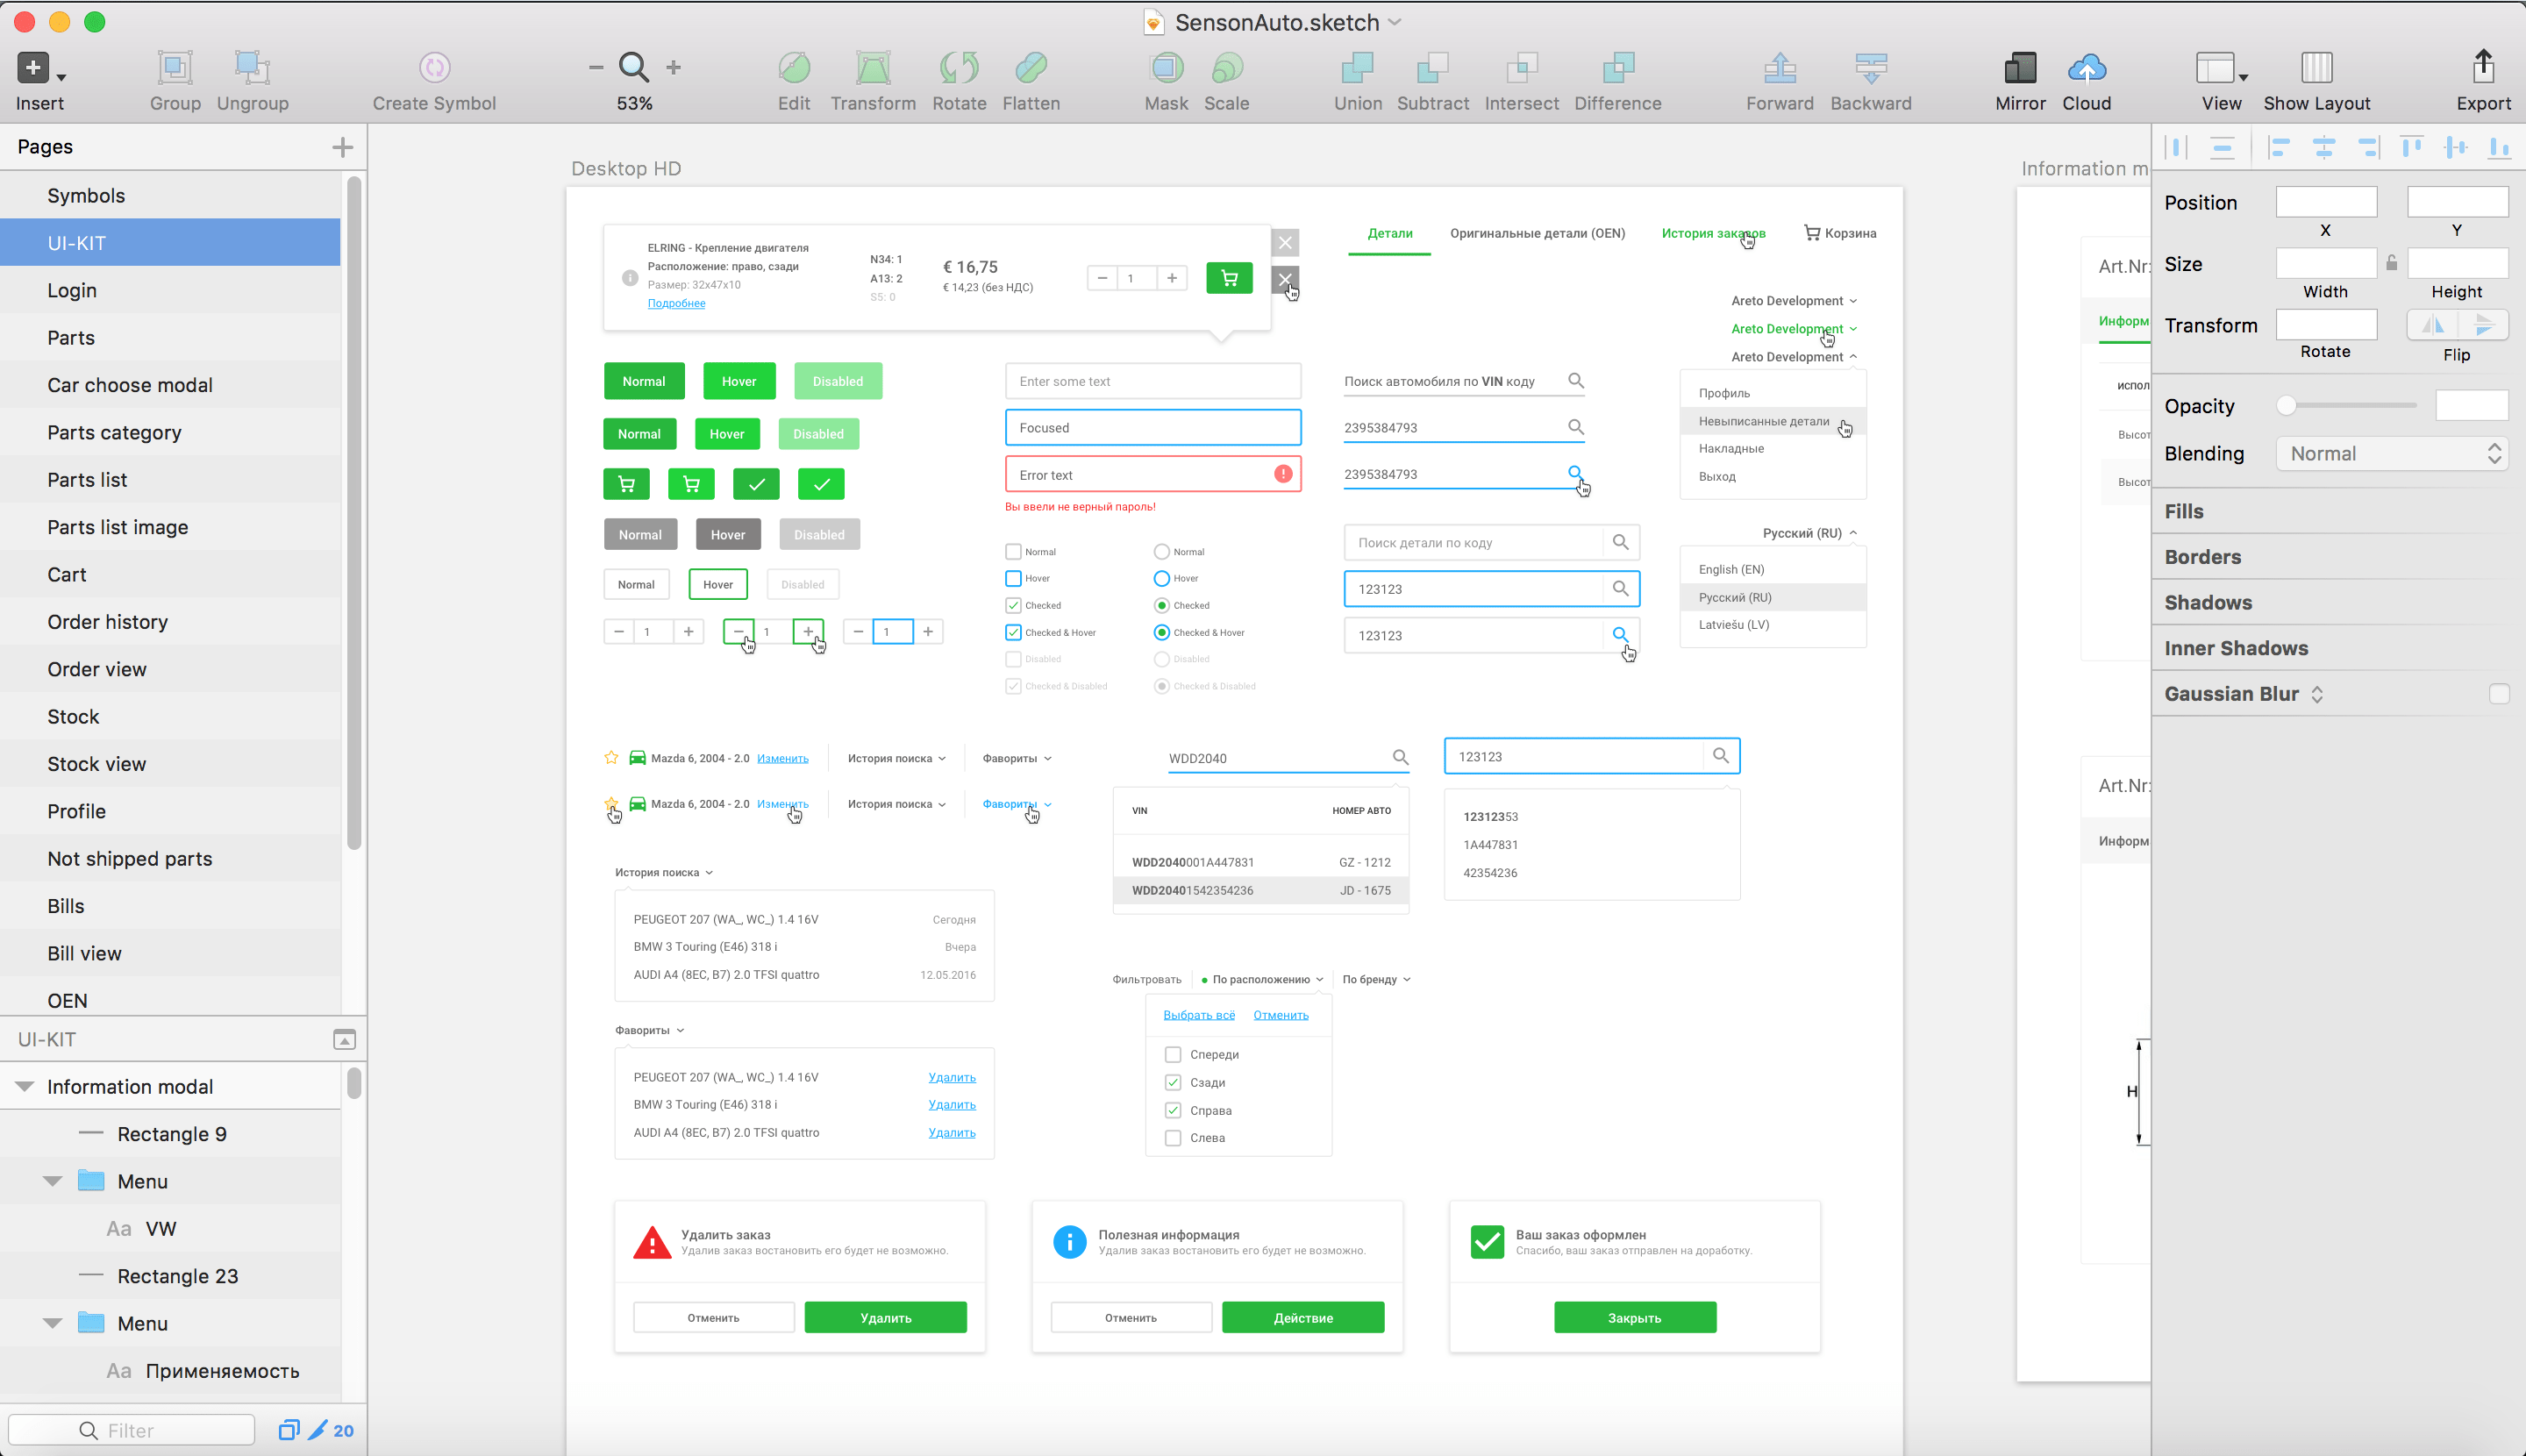 SensonAuto.sketch
Insert
Group
Ungroup
Create Symbol
53%
Edit
Transform
Rotate
Flatten
Mask
Scale
Union
Subtract
Intersect
Difference
Forward
Backward
Mirror
Cloud
View
Show Layout
Export
Pages
Symbols
UI-KIT
Login
Parts
Car choose modal
Parts category
Parts list
Parts list image
Cart
Order history
Order view
Stock
Stock view
Profile
Not shipped parts
Bills
Bill view
OEN
UI-KIT
Information modal
Rectangle 9
Menu
Aa VW
Rectangle 23
Menu
Aa Применяемость
Filter
20
Desktop HD
ELRING - Крепление двигателя
Расположение: право, сзади
Размер: 32x47x10
Подробнее
N34: 1
A13: 2
S5: 0
€ 16,75
€ 14,23 (без НДС)
1
Детали
Оригинальные детали (OEN)
История заказов
Корзина
Areto Development
Areto Development
Areto Development
Профиль
Невыписанные детали
Накладные
Выход
Русский (RU)
English (EN)
Русский (RU)
Latviešu (LV)
Normal Hover Disabled
Normal Hover Disabled
Normal Hover Disabled
Normal Hover Disabled
1 1 1
Enter some text
Focused
Error text
Вы ввели не верный пароль!
Normal Normal
Hover Hover
Checked Checked
Checked & Hover Checked & Hover
Disabled Disabled
Checked & Disabled Checked & Disabled
Поиск автомобиля по VIN коду
2395384793
2395384793
Поиск детали по коду
123123
123123
Mazda 6, 2004 - 2.0 Изменить История поиска Фавориты
Mazda 6, 2004 - 2.0 Изменить История поиска Фавориты
История поиска
PEUGEOT 207 (WA_, WC_) 1.4 16V Сегодня
BMW 3 Touring (E46) 318 i Вчера
AUDI A4 (8EC, B7) 2.0 TFSI quattro 12.05.2016
Фавориты
PEUGEOT 207 (WA_, WC_) 1.4 16V Удалить
BMW 3 Touring (E46) 318 i Удалить
AUDI A4 (8EC, B7) 2.0 TFSI quattro Удалить
WDD2040
VIN НОМЕР АВТО
WDD2040001A447831 GZ - 1212
WDD20401542354236 JD - 1675
123123
12312353
1A447831
42354236
Фильтровать По расположению По бренду
Выбрать всё Отменить
Спереди
Сзади
Справа
Слева
Удалить заказ
Удалив заказ востановить его будет не возможно.
Отменить Удалить
Полезная информация
Удалив заказ востановить его будет не возможно.
Отменить Действие
Ваш заказ оформлен
Спасибо, ваш заказ отправлен на доработку.
Закрыть
Information m
Art.Nr:
Информ
испол
Высот
Высот
Art.Nr:
Информ
H
Position
X Y
Size
Width Height
Transform
Rotate Flip
Opacity
Blending Normal
Fills
Borders
Shadows
Inner Shadows
Gaussian Blur